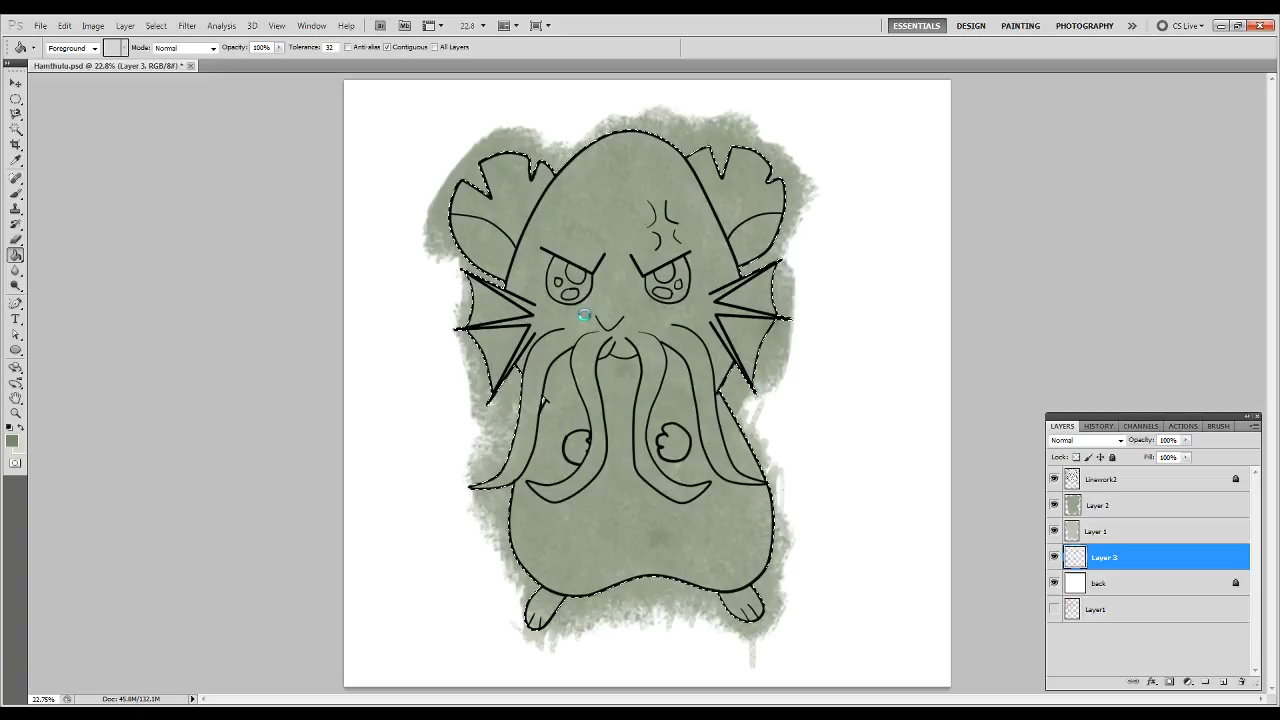 Ps File Edit Image Layer Select Filter Analysis 3D View Window Help Br Mb 22.8 ESSENTIALS DESIGN PAINTING PHOTOGRAPHY CS Live
Foreground Mode: Normal Opacity: 100% Tolerance: 32 Anti-alias Contiguous All Layers
Hamthulu.psd @ 22.8% (Layer 3, RGB/8#) *
LAYERS HISTORY CHANNELS ACTIONS BRUSH
Normal Opacity: 100%
Lock: Fill: 100%
Linework2
Layer 2
Layer 1
Layer 3
back
Layer1
22.75% Doc: 45.8M/132.1M